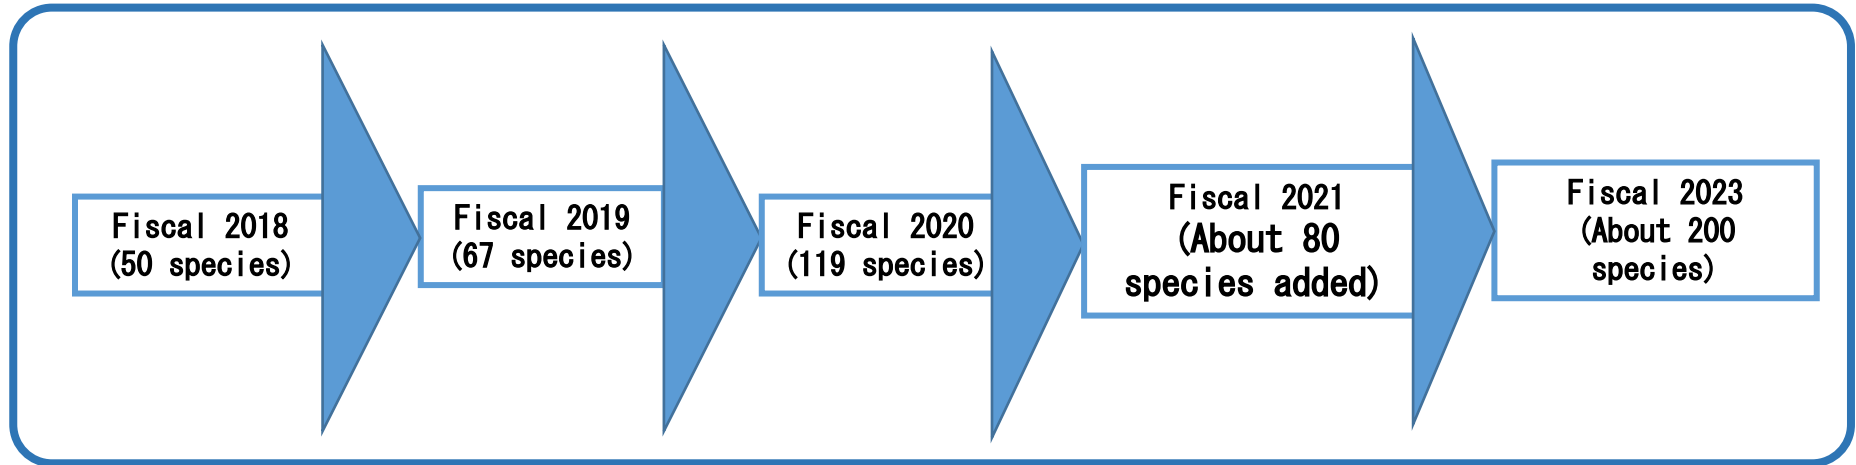 Fiscal 2018
(50 species)
Fiscal 2019
(67 species)
Fiscal 2020
(119 species)
Fiscal 2021
(About 80
species added)
Fiscal 2023
(About 200
species)